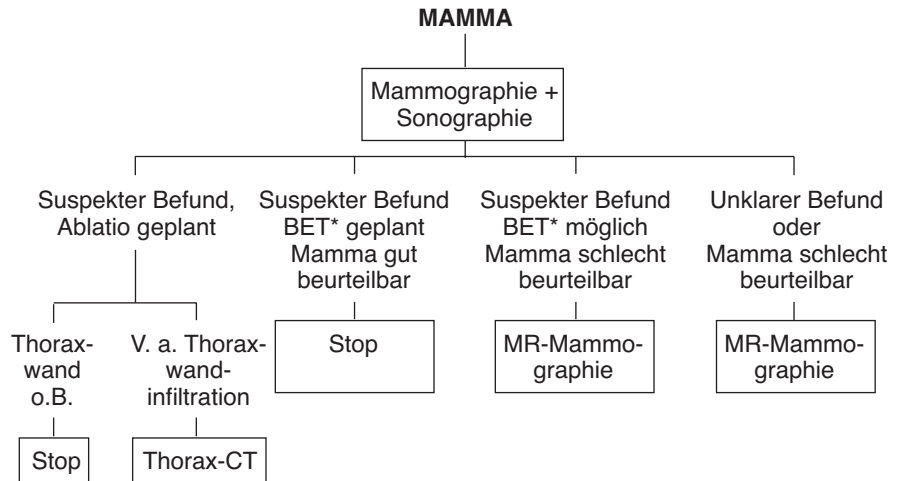 MAMMA
Mammographie +
Sonographie
Suspekter Befund,
Ablatio geplant
Suspekter Befund
BET* geplant
Mamma gut
beurteilbar
Suspekter Befund
BET* möglich
Mamma schlecht
beurteilbar
Unklarer Befund
oder
Mamma schlecht
beurteilbar
Thorax-
wand
o.B.
V. a. Thorax-
wand-
infiltration
Stop
MR-Mammo-
graphie
MR-Mammo-
graphie
Stop
Thorax-CT